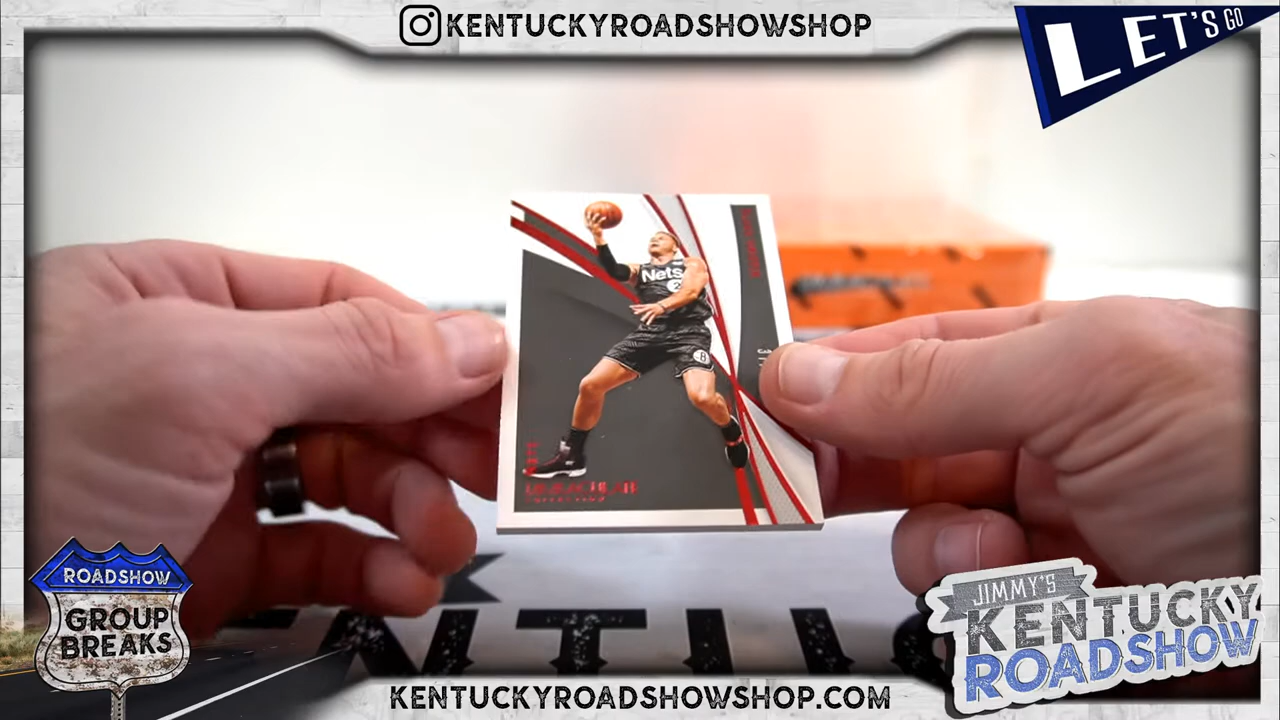 KENTUCKYROADSHOWSHOP
LET'S GO
Nets
ROADSHOW
GROUP
BREAKS
JIMMY'S
KENTUCKY
ROADSHOW
KENTUCKYROADSHOWSHOP.COM